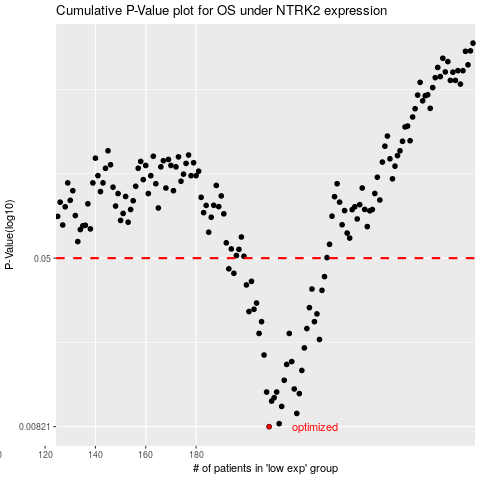 Cumulative P-Value plot for OS under NTRK2 expression
P-Value(log10)
0.05
0.00821
optimized
0 120 140 160 180
# of patients in 'low exp' group